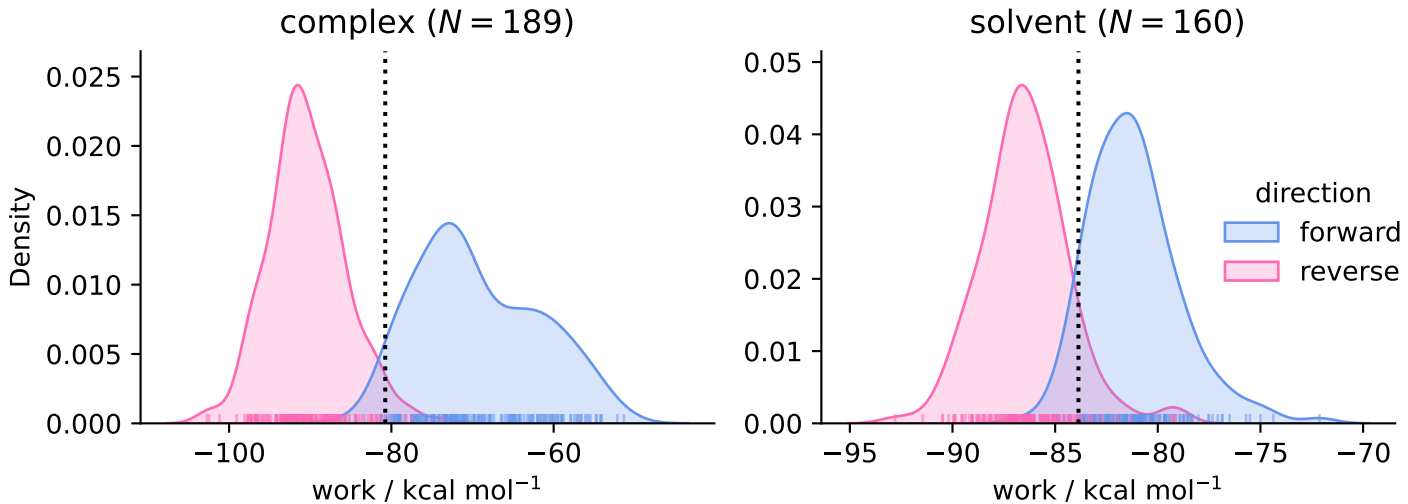 complex (N = 189)
Density
0.025
0.020
0.015
0.010
0.005
0.000
−100
−80
−60
work / kcal mol⁻¹
solvent (N = 160)
0.05
0.04
0.03
0.02
0.01
0.00
−95
−90
−85
−80
−75
−70
work / kcal mol⁻¹
direction
forward
reverse